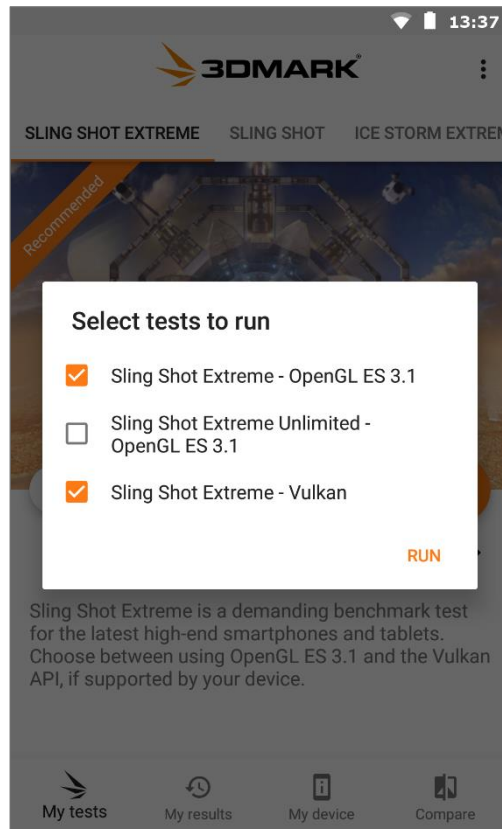 13:37
3DMARK
SLING SHOT EXTREME
SLING SHOT
ICE STORM EXTREM
Recommended
Select tests to run
Sling Shot Extreme - OpenGL ES 3.1
Sling Shot Extreme Unlimited -
OpenGL ES 3.1
Sling Shot Extreme - Vulkan
RUN
Sling Shot Extreme is a demanding benchmark test
for the latest high-end smartphones and tablets.
Choose between using OpenGL ES 3.1 and the Vulkan
API, if supported by your device.
My tests
My results
My device
Compare